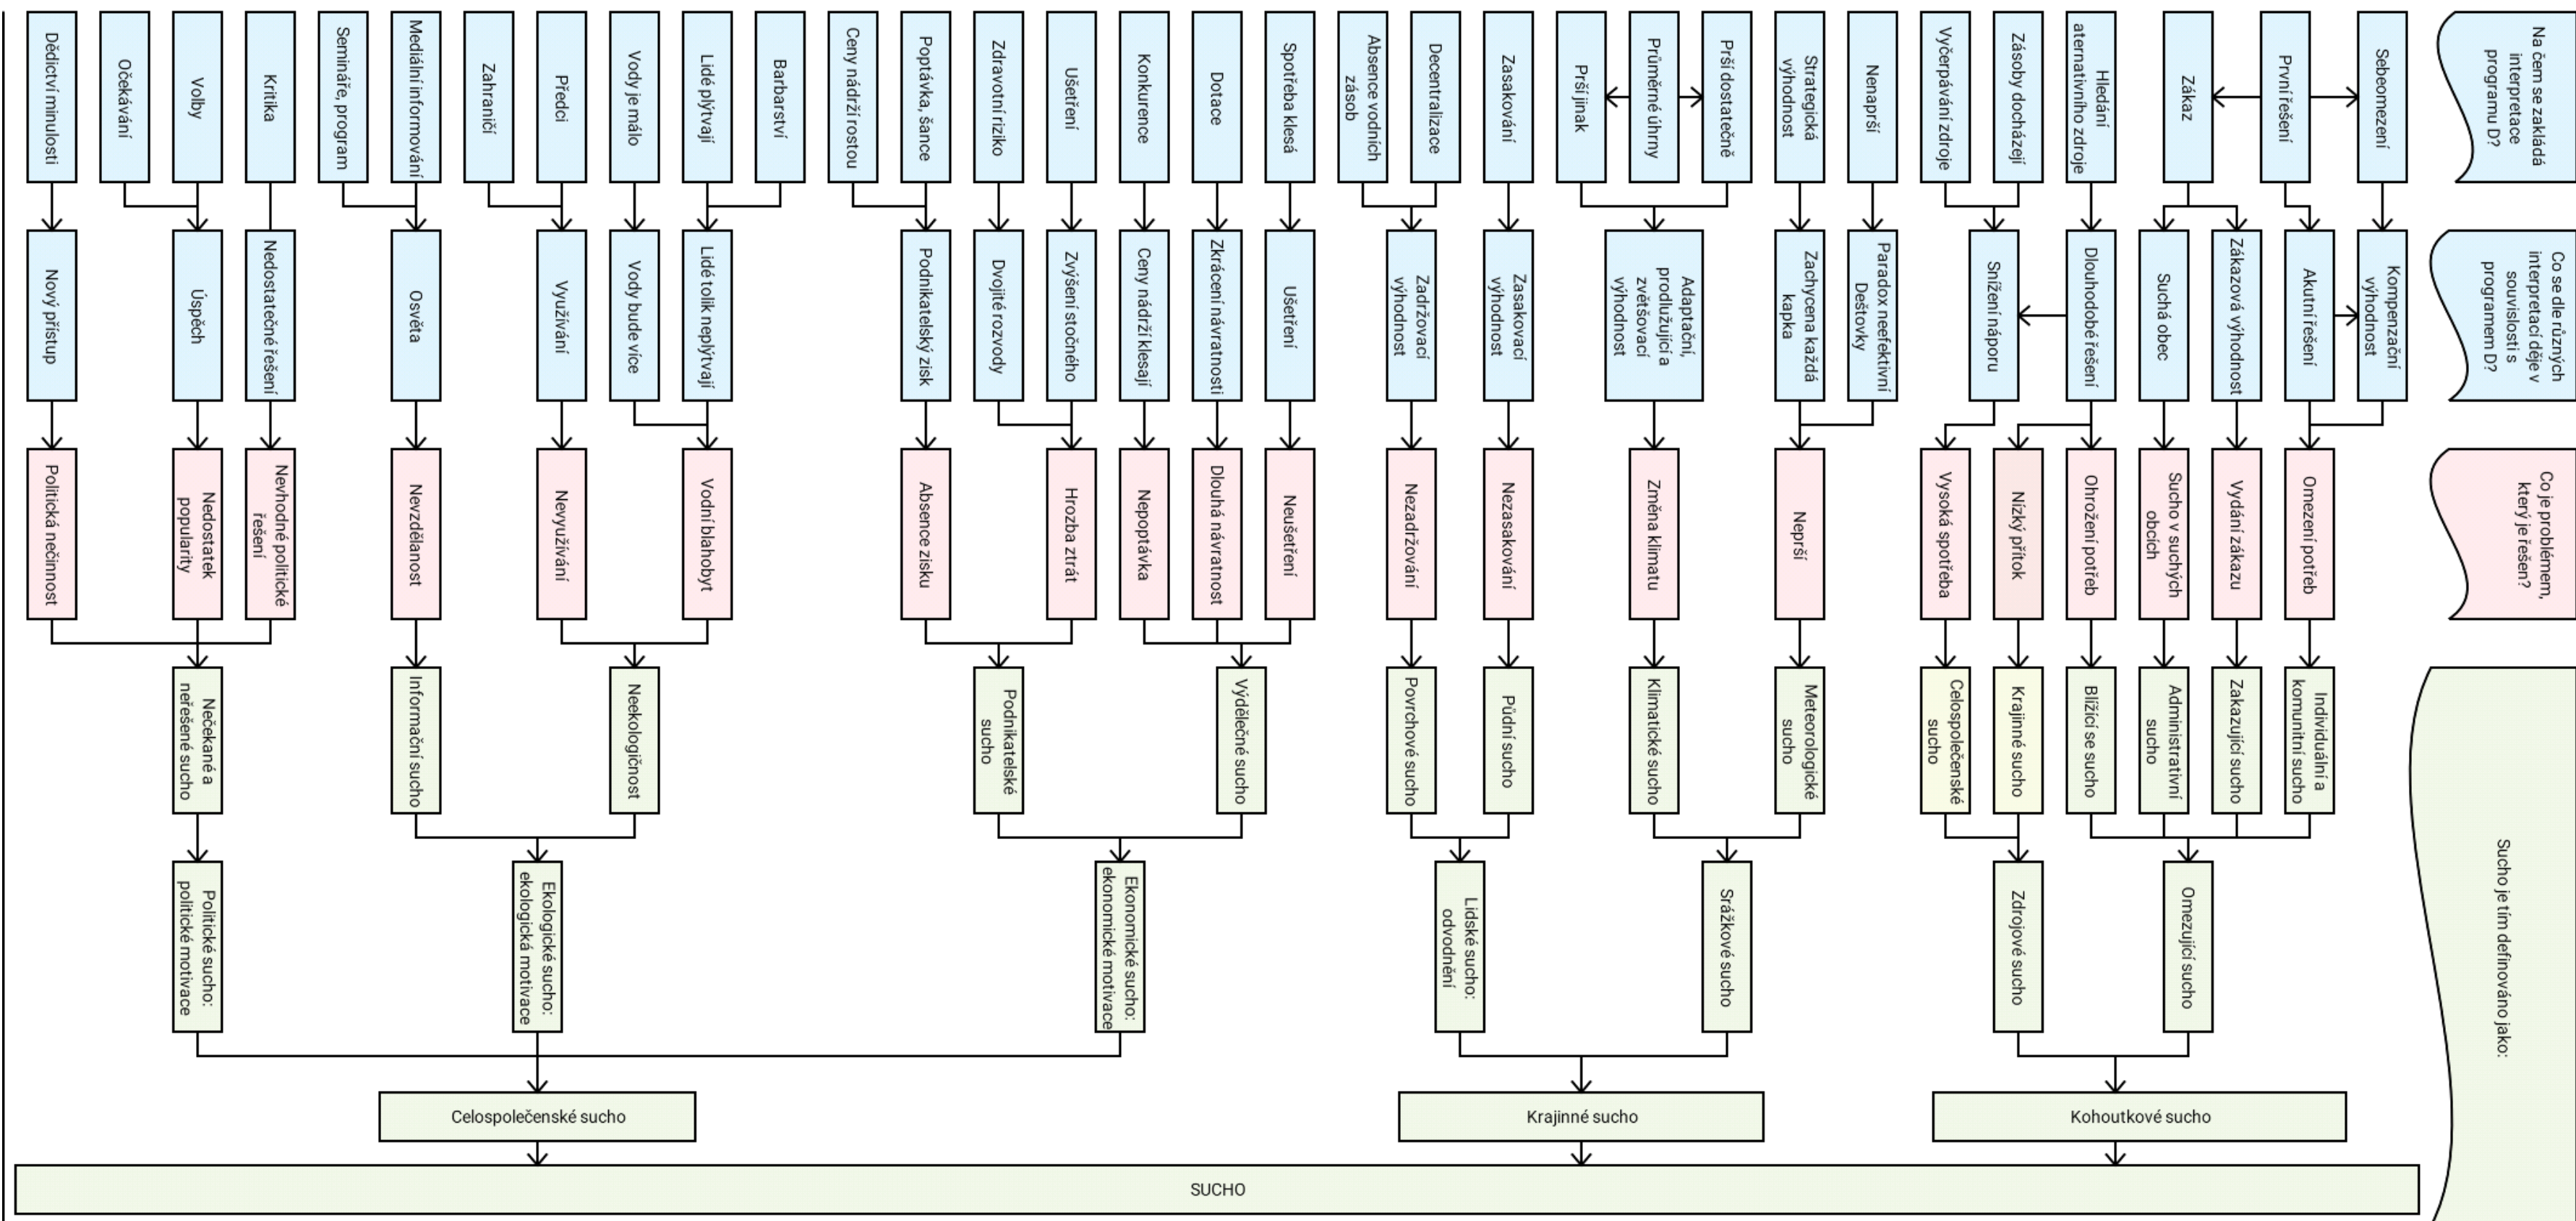 Na čem se zakládá
interpretace
programu D?
Sebeomezení
První řešení
Zákaz
Hledání
aternativního zdroje
Zásoby docházejí
Vyčerpávání zdroje
Nenaprší
Strategická
výhodnost
Prší dostatečně
Průměrné úhrny
Prší jinak
Zasakování
Decentralizace
Absence vodních
zásob
Spotřeba klesá
Dotace
Konkurence
Ušetření
Zdravotní riziko
Poptávka, šance
Ceny nádrží rostou
Barbarství
Lidé plýtvají
Vody je málo
Předci
Zahraničí
Mediální informování
Semináře, program
Kritika
Volby
Očekávání
Dědictví minulosti
Co se dle různých
interpretací děje v
souvislosti s
programem D?
Kompenzační
výhodnost
Akutní řešení
Zákazová výhodnost
Suchá obec
Dlouhodobé řešení
Snížení náporu
Paradox neefektivní
Dešťovky
Zachycena každá
kapka
Adaptační,
prodlužující a
zvětšovací
výhodnost
Zasakovací
výhodnost
Zadržovací
výhodnost
Ušetření
Zkrácení návratnosti
Ceny nádrží klesají
Zvýšení stočného
Dvojité rozvody
Podnikatelský zisk
Lidé tolik neplýtvají
Vody bude více
Využívání
Osvěta
Nedostatečné řešení
Úspěch
Nový přístup
Co je problémem,
který je řešen?
Omezení potřeb
Vydání zákazu
Sucho v suchých
obcích
Ohrožení potřeb
Nízký přítok
Vysoká spotřeba
Neprší
Změna klimatu
Nezasakování
Nezadržování
Neušetření
Dlouhá návratnost
Nepoptávka
Hrozba ztrát
Absence zisku
Vodní blahobyt
Nevyužívání
Nevzdělanost
Nevhodné politické
řešení
Nedostatek
popularity
Politická nečinnost
Sucho je tím definováno jako:
Individuální a
komunitní sucho
Zakazující sucho
Administrativní
sucho
Blížící se sucho
Krajinné sucho
Celospolečenské
sucho
Meteorologické
sucho
Klimatické sucho
Půdní sucho
Povrchové sucho
Výdělečné sucho
Podnikatelské
sucho
Neekologičnost
Informační sucho
Nečekané a
neřešené sucho
Omezující sucho
Zdrojové sucho
Srážkové sucho
Lidské sucho:
odvodnění
Ekonomické sucho:
ekonomické motivace
Ekologické sucho:
ekologická motivace
Politické sucho:
politické motivace
Celospolečenské sucho
Krajinné sucho
Kohoutkové sucho
SUCHO